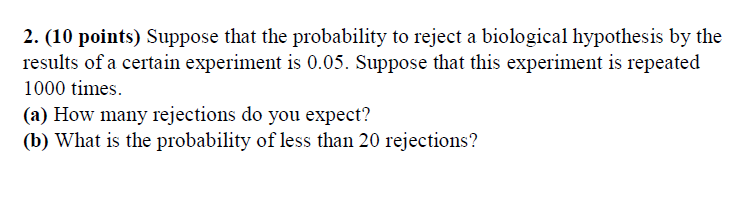 2. (10 points) Suppose that the probability to reject a biological hypothesis by the
results of a certain experiment is 0.05. Suppose that this experiment is repeated
1000 times.
(a) How many rejections do you expect?
(b) What is the probability of less than 20 rejections?